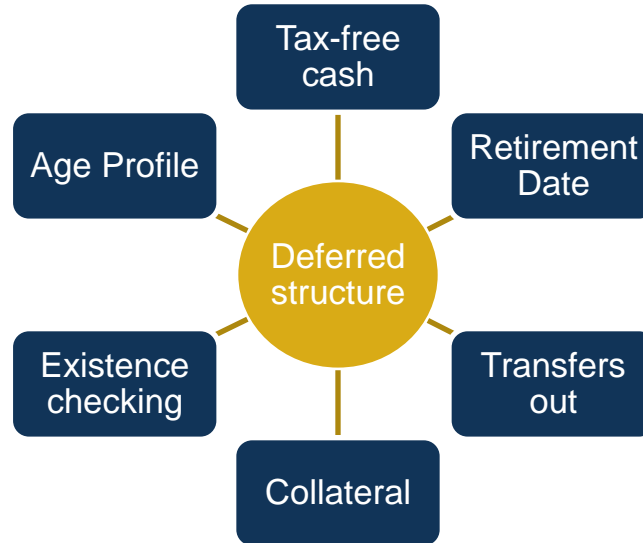 Tax-free
cash
Age Profile
Retirement
Date
Deferred
structure
Existence
checking
Transfers
out
Collateral